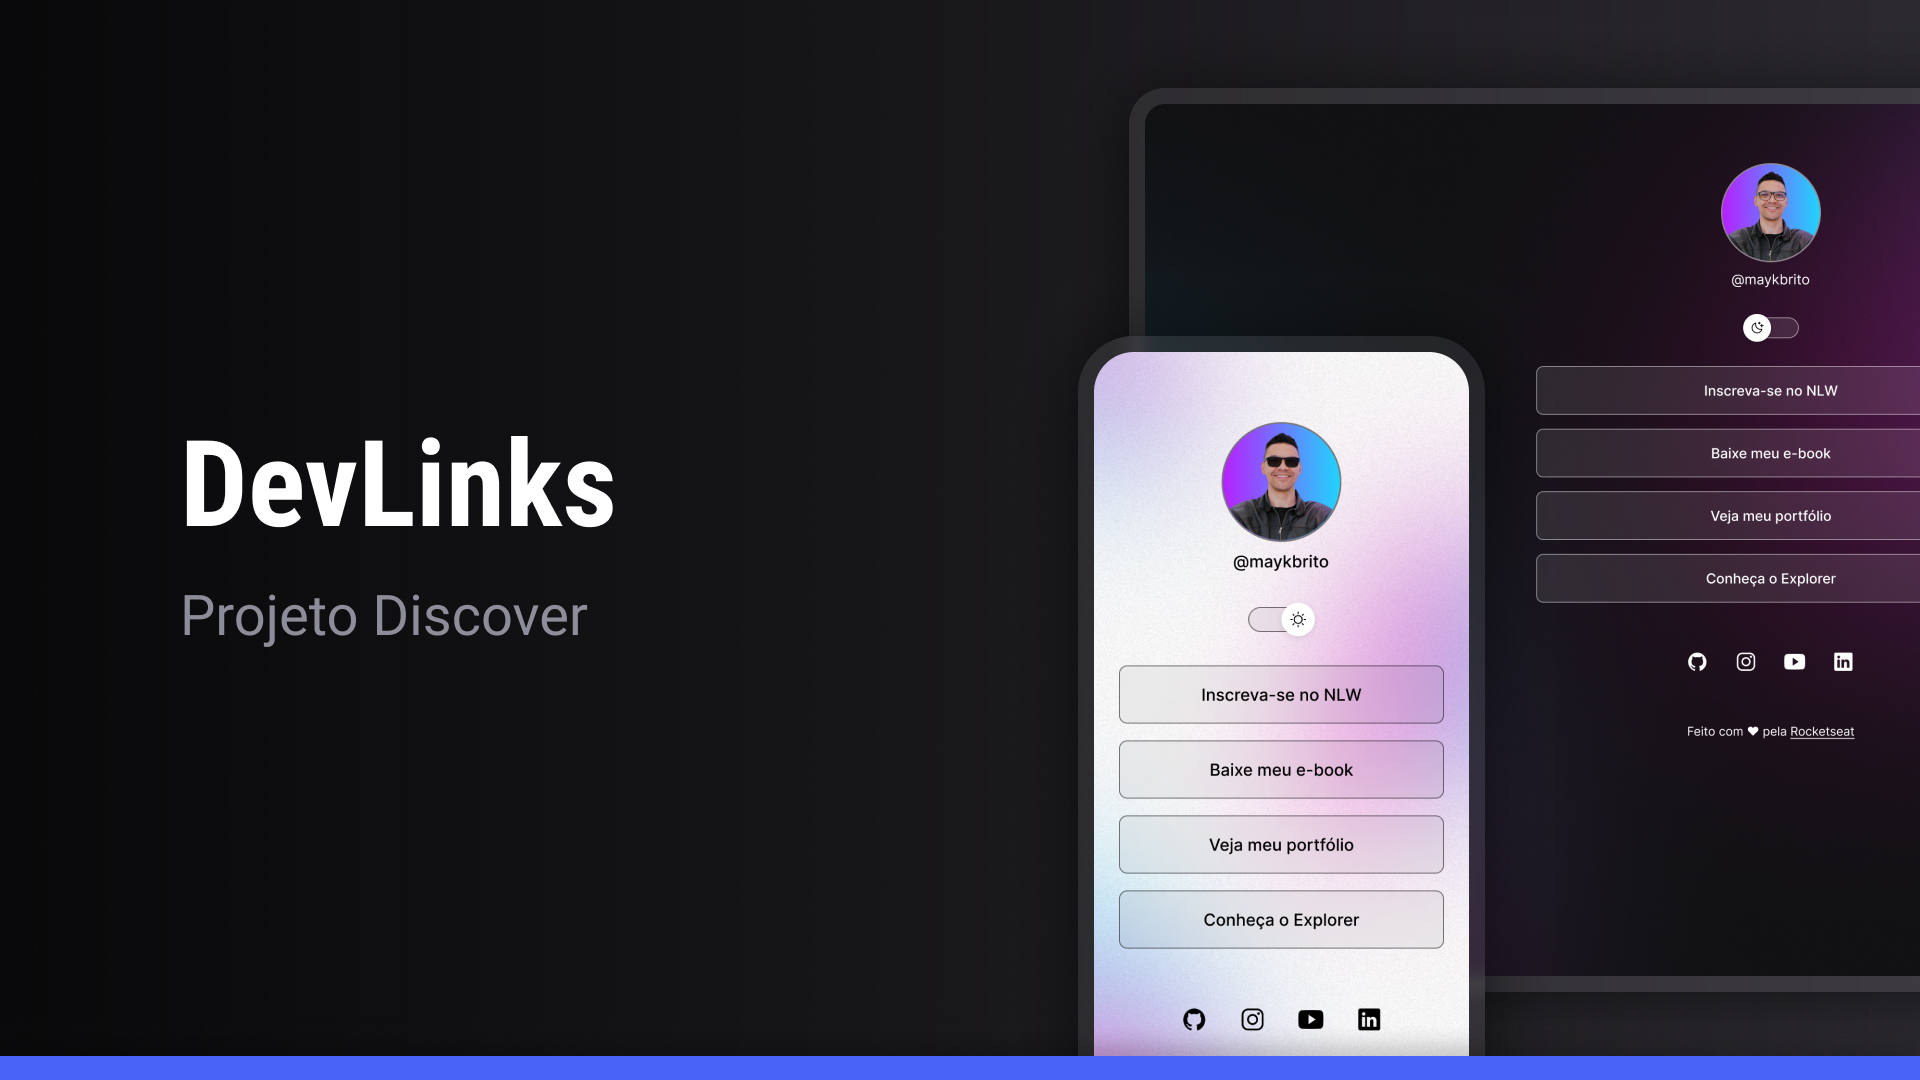 DevLinks
Projeto Discover
@maykbrito
Inscreva-se no NLW
Baixe meu e-book
Veja meu portfólio
Conheça o Explorer
@maykbrito
Inscreva-se no NLW
Baixe meu e-book
Veja meu portfólio
Conheça o Explorer
Feito com ♥ pela Rocketseat